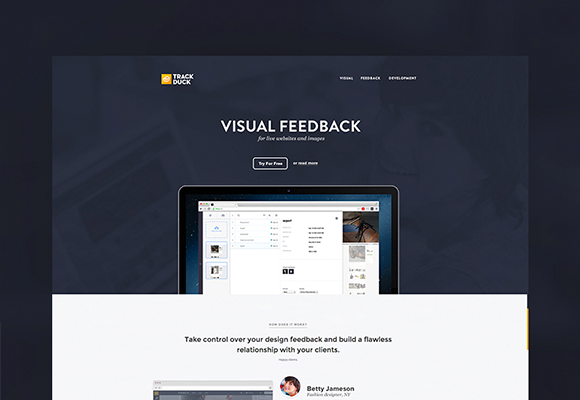 TRACK
DUCK
VISUAL FEEDBACK DEVELOPMENT
VISUAL FEEDBACK
for live websites and images
Try For Free or read more
HOW DOES IT WORK?
Take control over your design feedback and build a flawless
relationship with your clients.
Betty Jameson
Fashion designer, NY